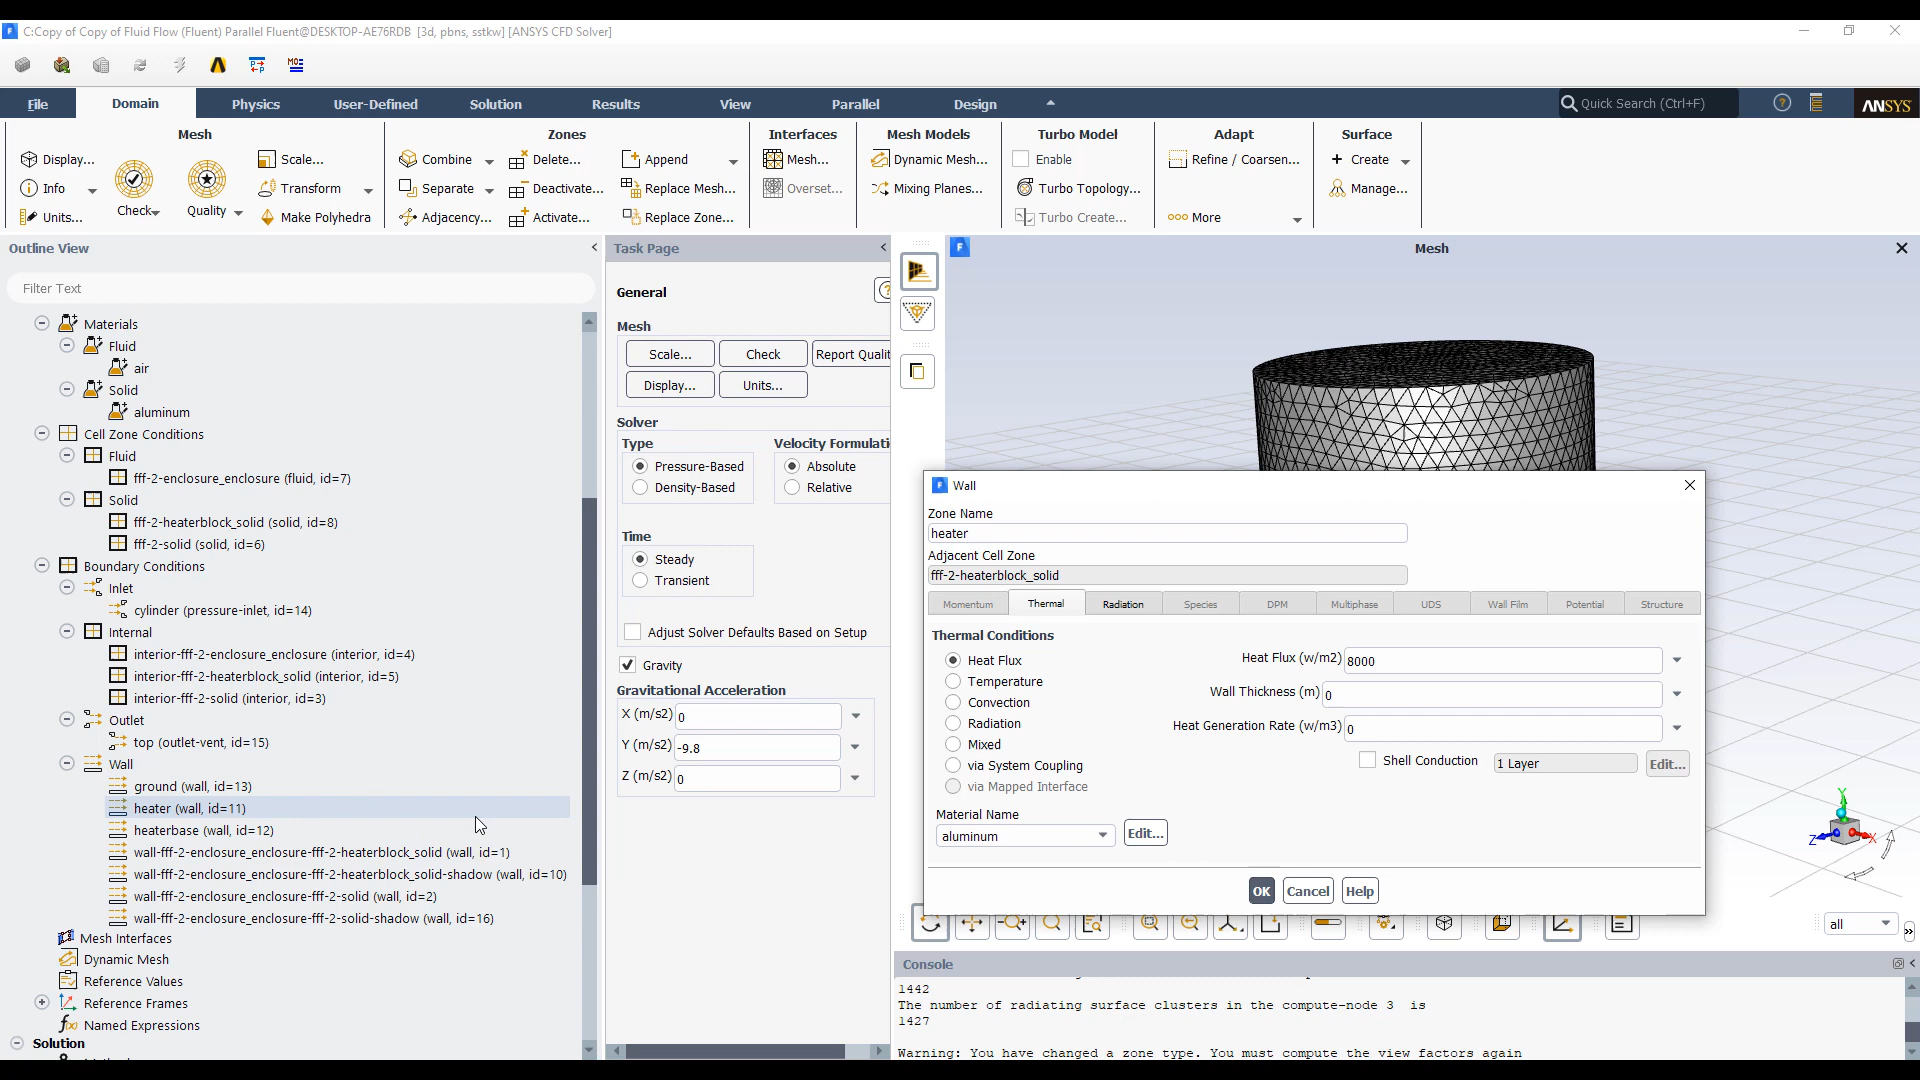 C:Copy of Copy of Fluid Flow (Fluent) Parallel Fluent@DESKTOP-AE76RDB [3d, pbns, sstkw] [ANSYS CFD Solver]
File Domain Physics User-Defined Solution Results View Parallel Design Quick Search (Ctrl+F) ANSYS
Mesh
Display...
Info
Units...
Check
Quality
Scale...
Transform
Make Polyhedra
Zones
Combine
Separate
Adjacency...
Delete...
Deactivate...
Activate...
Append
Replace Mesh...
Replace Zone...
Interfaces
Mesh...
Overset...
Mesh Models
Dynamic Mesh...
Mixing Planes...
Turbo Model
Enable
Turbo Topology...
Turbo Create...
Adapt
Refine / Coarsen...
More
Surface
Create
Manage...
Outline View
Filter Text
Materials
Fluid
air
Solid
aluminum
Cell Zone Conditions
Fluid
fff-2-enclosure_enclosure (fluid, id=7)
Solid
fff-2-heaterblock_solid (solid, id=8)
fff-2-solid (solid, id=6)
Boundary Conditions
Inlet
cylinder (pressure-inlet, id=14)
Internal
interior-fff-2-enclosure_enclosure (interior, id=4)
interior-fff-2-heaterblock_solid (interior, id=5)
interior-fff-2-solid (interior, id=3)
Outlet
top (outlet-vent, id=15)
Wall
ground (wall, id=13)
heater (wall, id=11)
heaterbase (wall, id=12)
wall-fff-2-enclosure_enclosure-fff-2-heaterblock_solid (wall, id=1)
wall-fff-2-enclosure_enclosure-fff-2-heaterblock_solid-shadow (wall, id=10)
wall-fff-2-enclosure_enclosure-fff-2-solid (wall, id=2)
wall-fff-2-enclosure_enclosure-fff-2-solid-shadow (wall, id=16)
Mesh Interfaces
Dynamic Mesh
Reference Values
Reference Frames
Named Expressions
Solution
Task Page
General
Mesh
Scale... Check Report Qualit
Display... Units...
Solver
Type
Pressure-Based
Density-Based
Velocity Formulati
Absolute
Relative
Time
Steady
Transient
Adjust Solver Defaults Based on Setup
Gravity
Gravitational Acceleration
X (m/s2) 0
Y (m/s2) -9.8
Z (m/s2) 0
Mesh
Wall
Zone Name
heater
Adjacent Cell Zone
fff-2-heaterblock_solid
Momentum Thermal Radiation Species DPM Multiphase UDS Wall Film Potential Structure
Thermal Conditions
Heat Flux
Temperature
Convection
Radiation
Mixed
via System Coupling
via Mapped Interface
Heat Flux (w/m2) 8000
Wall Thickness (m) 0
Heat Generation Rate (w/m3) 0
Shell Conduction 1 Layer Edit...
Material Name
aluminum Edit...
OK Cancel Help
Y
Z X
all
Console
1442
The number of radiating surface clusters in the compute-node 3 is
1427
Warning: You have changed a zone type. You must compute the view factors again